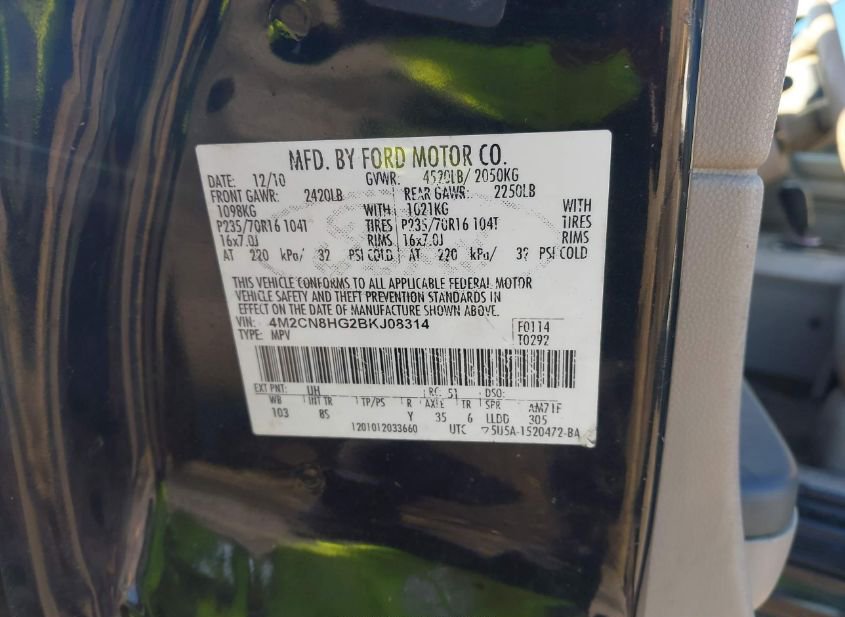 MFD. BY FORD MOTOR CO.
DATE: 12/10 GVWR: 4520LB/ 2050KG
FRONT GAWR: 2420LB REAR GAWR: 2250LB
1098KG WITH 1021KG WITH
P235/70R16 104T TIRES P235/70R16 104T TIRES
16x7.0J RIMS 16x7.0J RIMS
AT 220 kPa/ 32 PSI COLD AT 220 kPa/ 32 PSI COLD
THIS VEHICLE CONFORMS TO ALL APPLICABLE FEDERAL MOTOR
VEHICLE SAFETY AND THEFT PREVENTION STANDARDS IN
EFFECT ON THE DATE OF MANUFACTURE SHOWN ABOVE.
VIN: 4M2CN8HG2BKJ08314 F0114
TYPE: MPV T0292
EXT PNT: UH RC: 51 DSO:
WB INT TR TP/PS R AXLE TR SPR AM71F
103 85 Y 35 6 LLDD 305
1201012033660 UTC 75U5A-1520472-BA